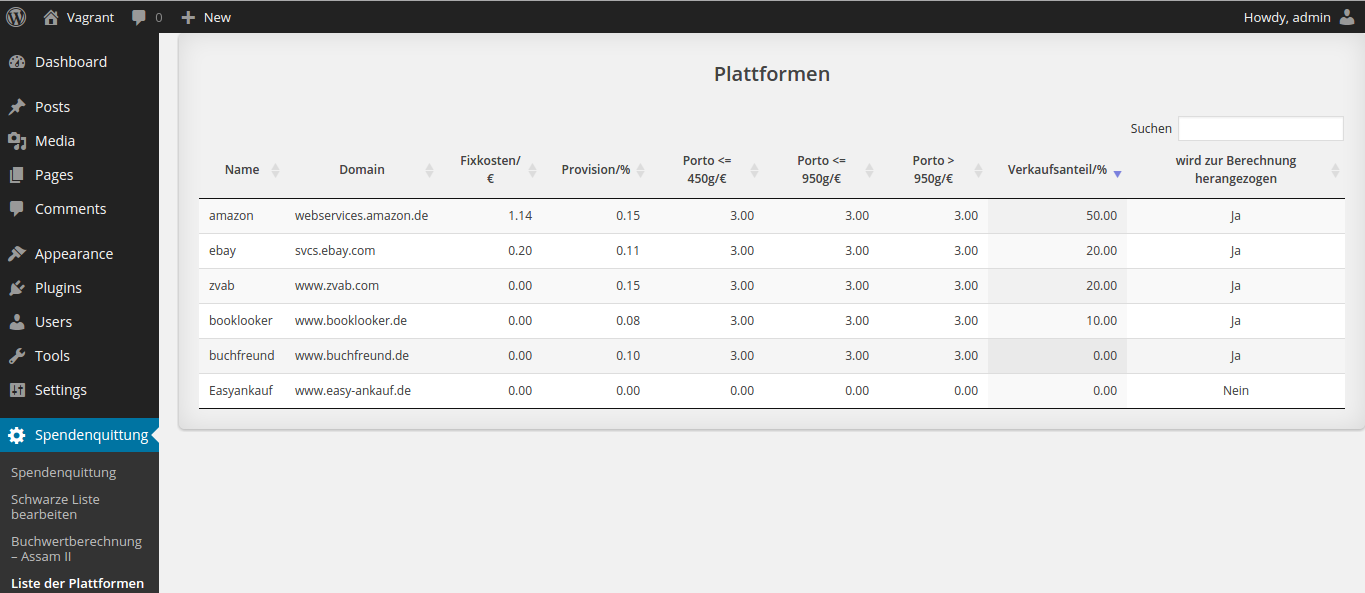 Vagrant 0 New Howdy, admin
Dashboard
Posts
Media
Pages
Comments
Appearance
Plugins
Users
Tools
Settings
Spendenquittung
Spendenquittung
Schwarze Liste
bearbeiten
Buchwertberechnung
– Assam II
Liste der Plattformen
Plattformen
Suchen
Name Domain Fixkosten/
€ Provision/% Porto <=
450g/€ Porto <=
950g/€ Porto >
950g/€ Verkaufsanteil/% wird zur Berechnung
herangezogen
amazon webservices.amazon.de 1.14 0.15 3.00 3.00 3.00 50.00 Ja
ebay svcs.ebay.com 0.20 0.11 3.00 3.00 3.00 20.00 Ja
zvab www.zvab.com 0.00 0.15 3.00 3.00 3.00 20.00 Ja
booklooker www.booklooker.de 0.00 0.08 3.00 3.00 3.00 10.00 Ja
buchfreund www.buchfreund.de 0.00 0.10 3.00 3.00 3.00 0.00 Ja
Easyankauf www.easy-ankauf.de 0.00 0.00 0.00 0.00 0.00 0.00 Nein